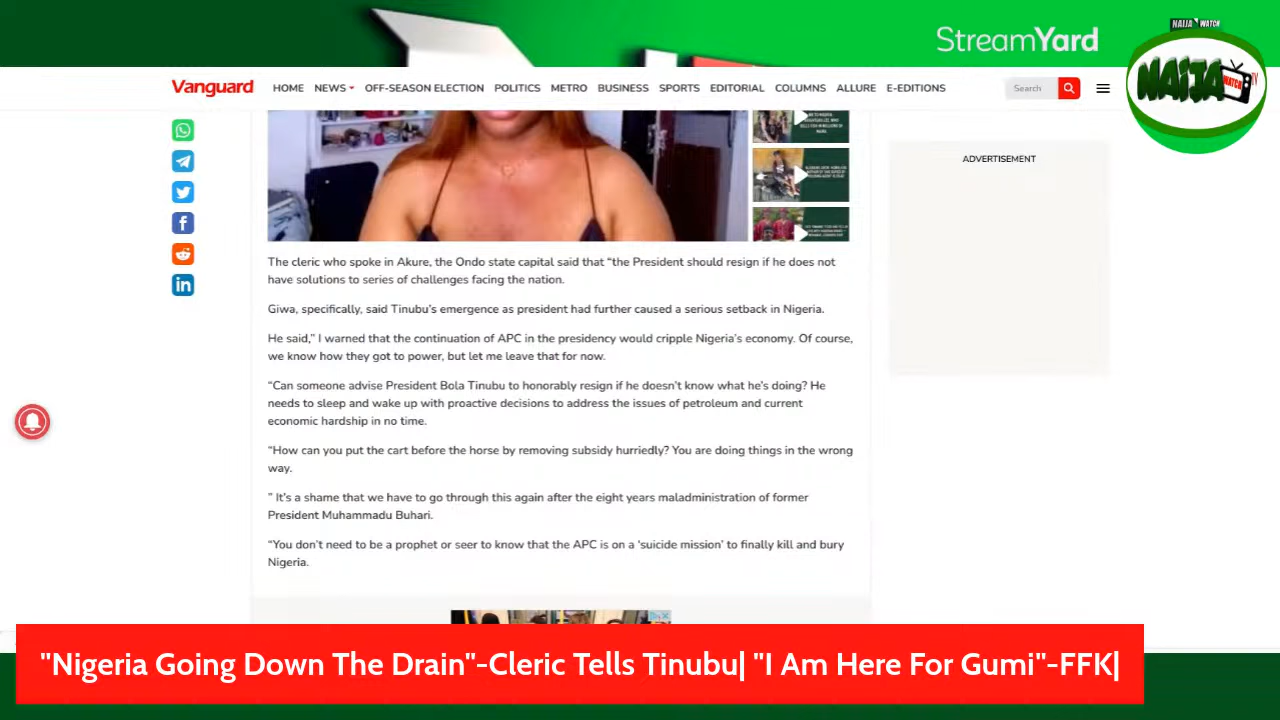 StreamYard
NAIJA WATCH
NAIJA WATCH TV
Vanguard
HOME NEWS OFF-SEASON ELECTION POLITICS METRO BUSINESS SPORTS EDITORIAL COLUMNS ALLURE E-EDITIONS
Search
ADVERTISEMENT
The cleric who spoke in Akure, the Ondo state capital said that “the President should resign if he does not
have solutions to series of challenges facing the nation.
Giwa, specifically, said Tinubu’s emergence as president had further caused a serious setback in Nigeria.
He said,” I warned that the continuation of APC in the presidency would cripple Nigeria’s economy. Of course,
we know how they got to power, but let me leave that for now.
“Can someone advise President Bola Tinubu to honorably resign if he doesn’t know what he’s doing? He
needs to sleep and wake up with proactive decisions to address the issues of petroleum and current
economic hardship in no time.
“How can you put the cart before the horse by removing subsidy hurriedly? You are doing things in the wrong
way.
” It’s a shame that we have to go through this again after the eight years maladministration of former
President Muhammadu Buhari.
“You don’t need to be a prophet or seer to know that the APC is on a ‘suicide mission’ to finally kill and bury
Nigeria.
"Nigeria Going Down The Drain"-Cleric Tells Tinubu| "I Am Here For Gumi"-FFK|